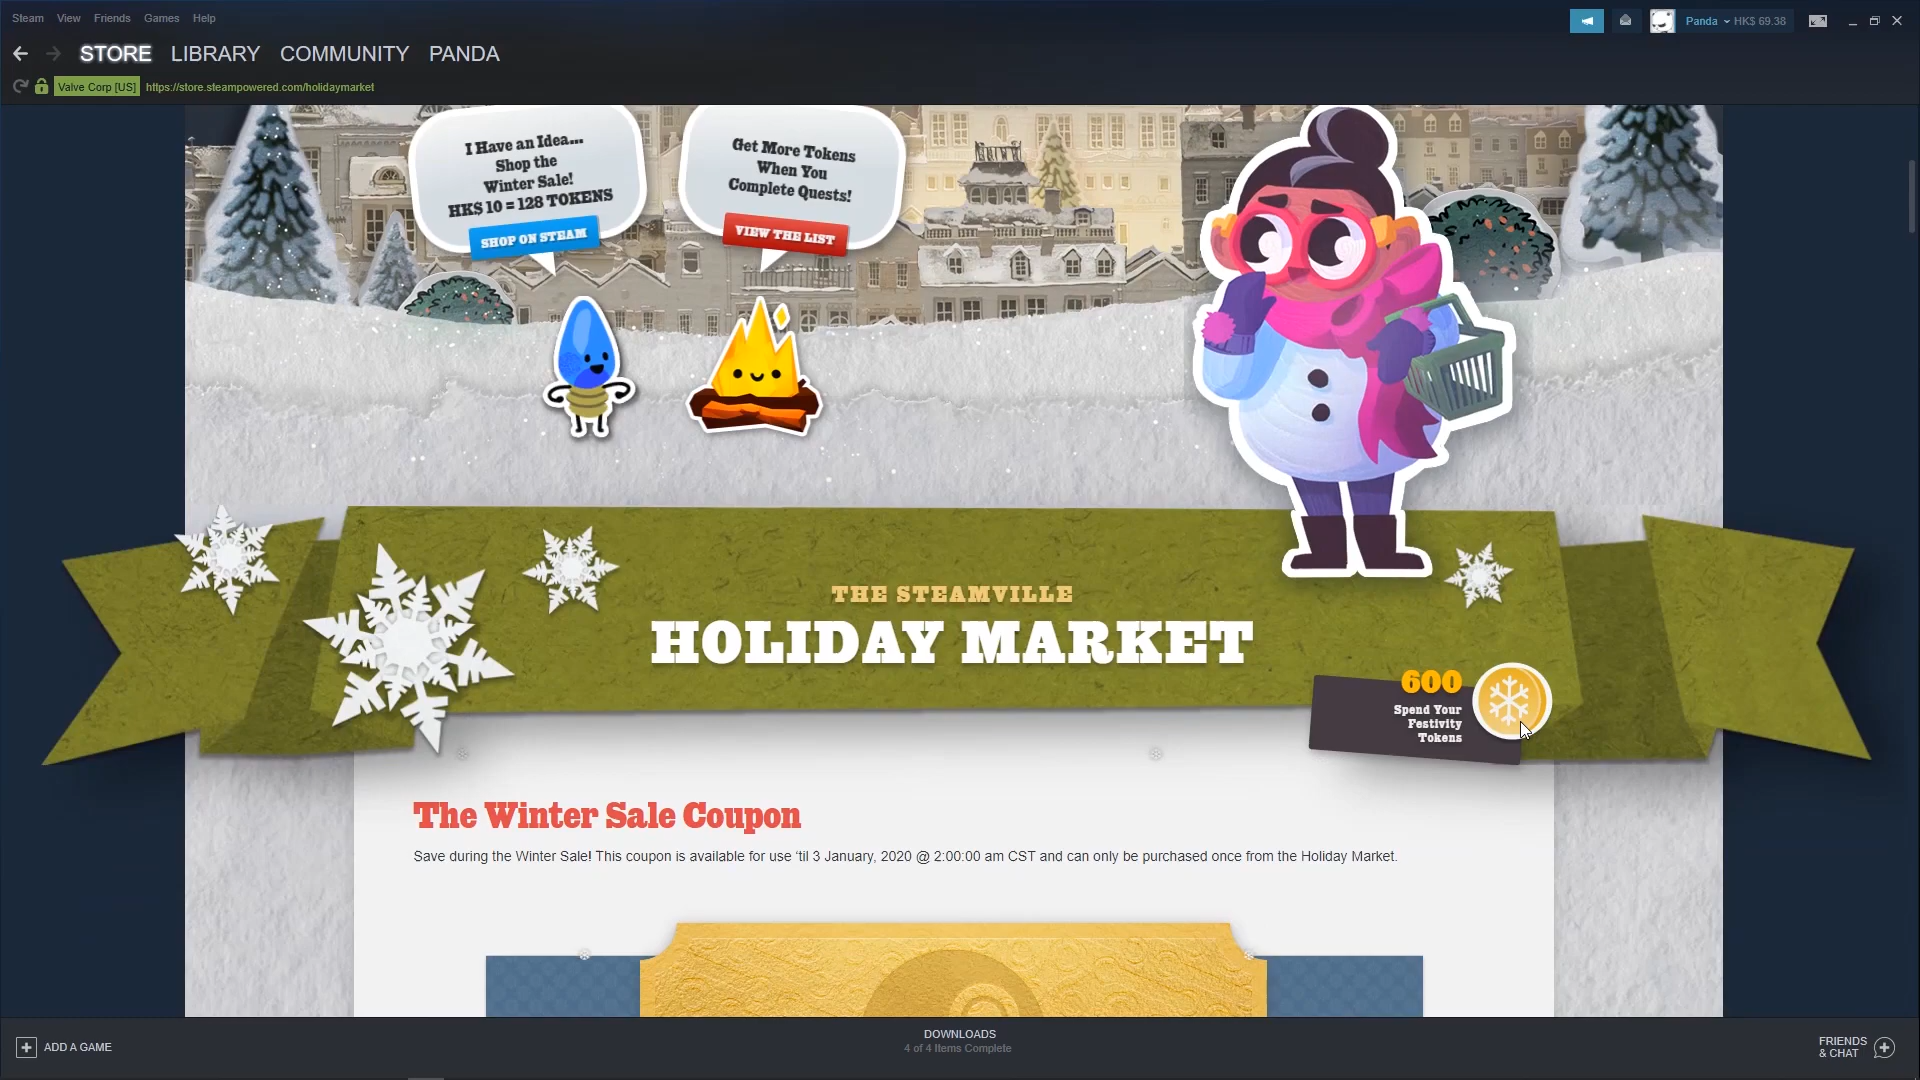 Steam View Friends Games Help
Panda HK$ 69.38
STORE LIBRARY COMMUNITY PANDA
Valve Corp [US] https://store.steampowered.com/holidaymarket
I Have an Idea...
Shop the
Winter Sale!
HK$ 10 = 128 TOKENS
SHOP ON STEAM
Get More Tokens
When You
Complete Quests!
VIEW THE LIST
THE STEAMVILLE
HOLIDAY MARKET
600
Spend Your
Festivity
Tokens
The Winter Sale Coupon
Save during the Winter Sale! This coupon is available for use ‘til 3 January, 2020 @ 2:00:00 am CST and can only be purchased once from the Holiday Market.
ADD A GAME
DOWNLOADS
4 of 4 Items Complete
FRIENDS
& CHAT